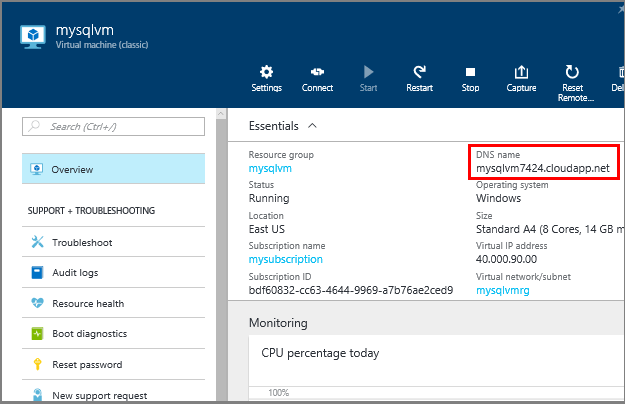 mysqlvm
Virtual machine (classic)
Settings
Connect
Start
Restart
Stop
Capture
Reset
Remote...
Search (Ctrl+/)
Overview
SUPPORT + TROUBLESHOOTING
Troubleshoot
Audit logs
Resource health
Boot diagnostics
Reset password
New support request
Essentials
Resource group
mysqlvm
Status
Running
Location
East US
Subscription name
mysubscription
Subscription ID
bdf60832-cc63-4644-9969-a7b76ae2ced9
DNS name
mysqlvm7424.cloudapp.net
Operating system
Windows
Size
Standard A4 (8 Cores, 14 GB
Virtual IP address
40.000.90.00
Virtual network/subnet
mysqlvmrg
Monitoring
CPU percentage today
100%